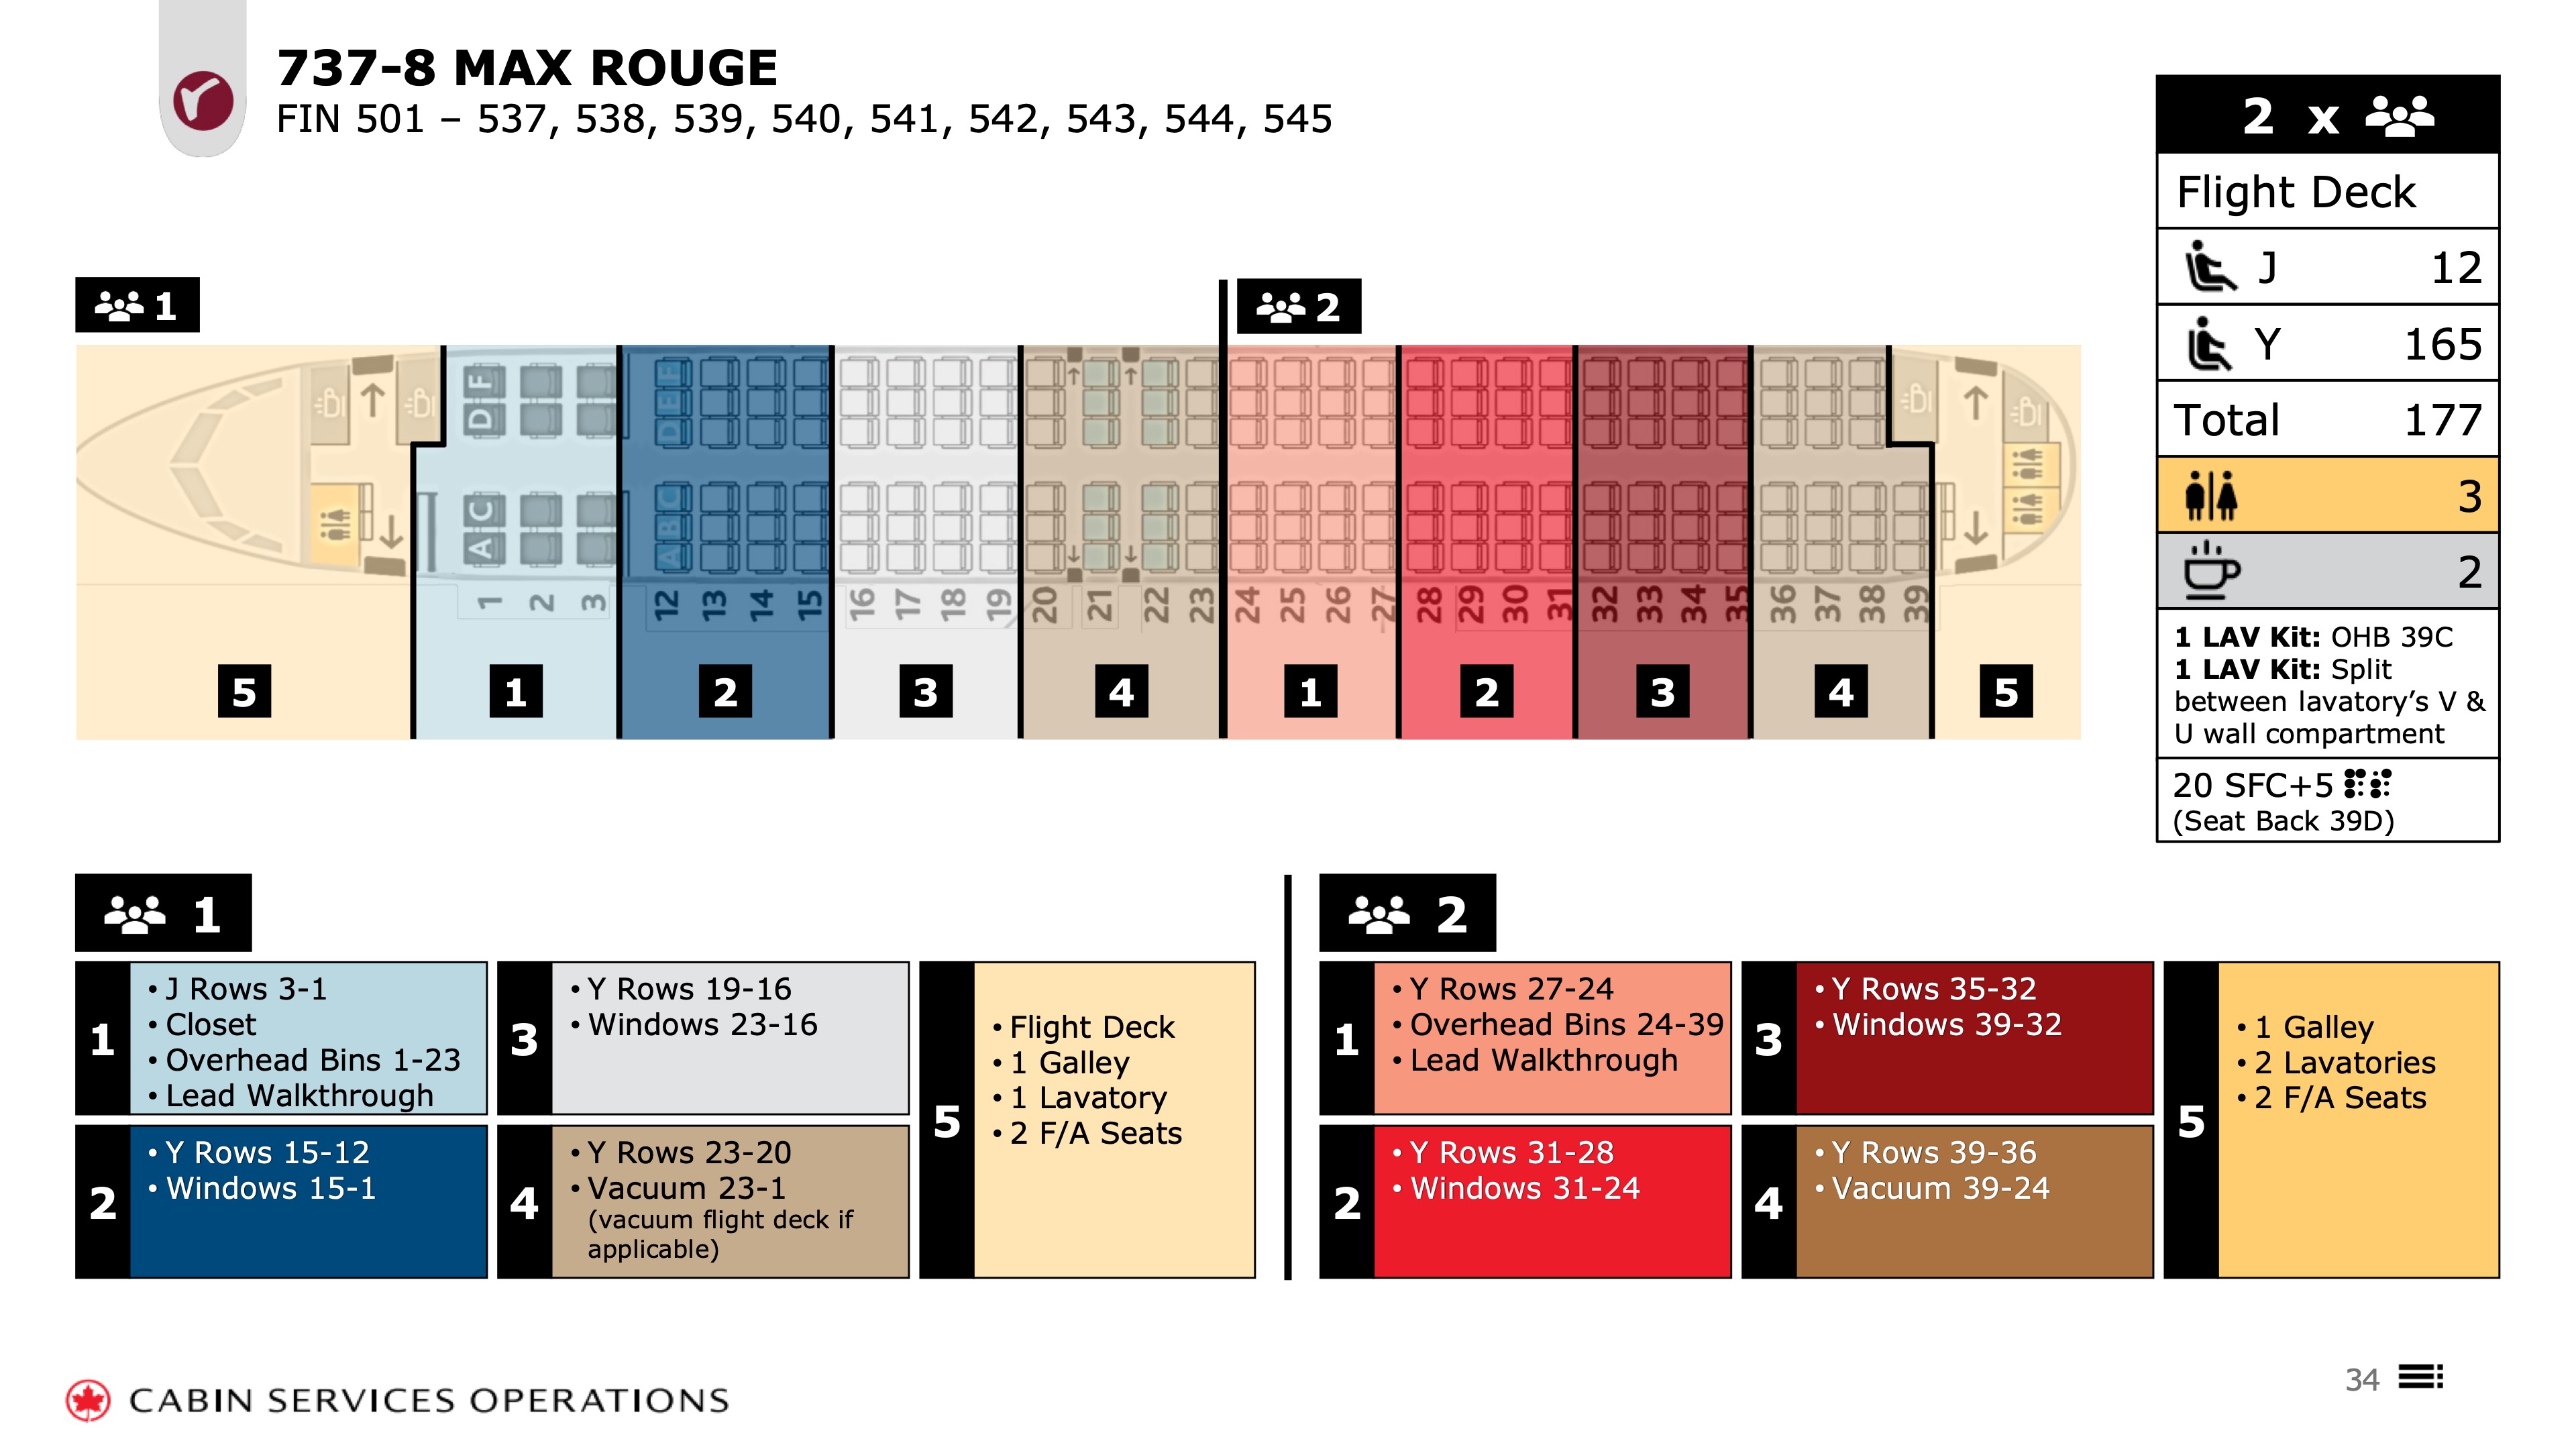 737-8 MAX ROUGE
FIN 501 – 537, 538, 539, 540, 541, 542, 543, 544, 545
2 x
Flight Deck
J 12
Y 165
Total 177
3
2
1 LAV Kit: OHB 39C
1 LAV Kit: Split
between lavatory’s V &
U wall compartment
20 SFC+5
(Seat Back 39D)
1
2
F
D
C
A
F
E
D
C
B
A
1 2 3 12 13 14 15 16 17 18 19 20 21 22 23 24 25 26 27 28 29 30 31 32 33 34 35 36 37 38 39
5 1 2 3 4 1 2 3 4 5
1
1
• J Rows 3-1
• Closet
• Overhead Bins 1-23
• Lead Walkthrough
2
• Y Rows 15-12
• Windows 15-1
3
• Y Rows 19-16
• Windows 23-16
4
• Y Rows 23-20
• Vacuum 23-1
(vacuum flight deck if
applicable)
5
• Flight Deck
• 1 Galley
• 1 Lavatory
• 2 F/A Seats
2
1
• Y Rows 27-24
• Overhead Bins 24-39
• Lead Walkthrough
2
• Y Rows 31-28
• Windows 31-24
3
• Y Rows 35-32
• Windows 39-32
4
• Y Rows 39-36
• Vacuum 39-24
5
• 1 Galley
• 2 Lavatories
• 2 F/A Seats
CABIN SERVICES OPERATIONS
34